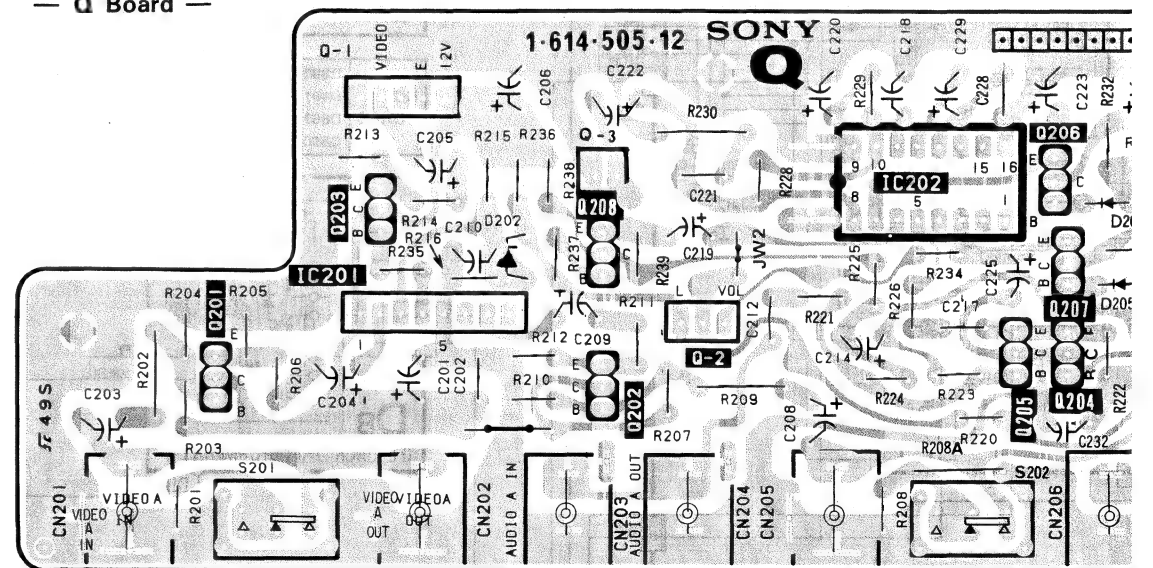 — Q Board —
Q-1
VIDEO
E
12V
1-614-505-12
SONY
Q
C206
C222
C220
C218
C229
R229
C228
C223
R232
R213
C205
R215
R236
Q-3
R230
Q206
R238
C221
R228
9 10
15 16
IC202
8
5
1
E
C
B
Q203
E
C
B
R214
R216
C210
D202
R235
Q208
E
C
B
R237
R239
C219
JW2
R225
R234
C225
E
C
B
D205
IC201
R204
R205
Q201
R211
L
VOL
C212
R221
R226
C217
Q207
1
5
R212
C209
Q-2
C214
E
C
B
E
C
B
R202
R206
C203
C204
C201
C202
R210
E
C
B
Q202
R209
C208
R224
R223
Q205
Q204
R222
E
C
B
49S
R203
R207
R220
C232
R208A
S201
S202
CN201
VIDEO A IN
VIDEO A IN
R201
VIDEO A OUT
VIDEO A OUT
CN202
AUDIO A IN
CN203
AUDIO A OUT
CN204
CN205
R208
CN206